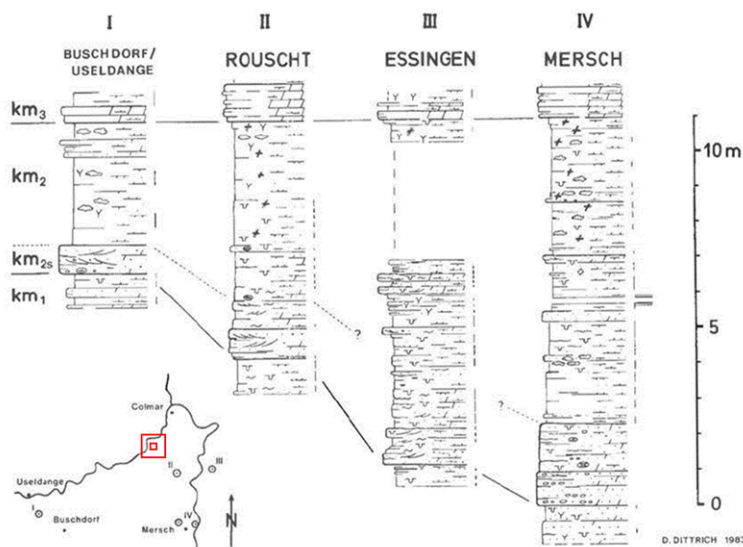 I II III IV
BUSCHDORF/
USELDANGE
ROUSCHT
ESSINGEN
MERSCH
km3
km2
km2s
km1
10 m
5
0
?
?
Colmar
Useldange
I
Buschdorf
II
III
Mersch
IV
N
D. DITTRICH 1983